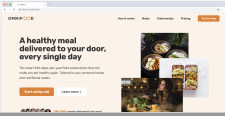 OMNIFOOD
How it works
Meals
Testimonials
Pricing
Try for free
A healthy meal
delivered to your door,
every single day
The smart 365-days-per-year food subscription that will
make you eat healthy again. Tailored to your personal tastes
and nutritional needs.
Start eating well
Learn more ↓